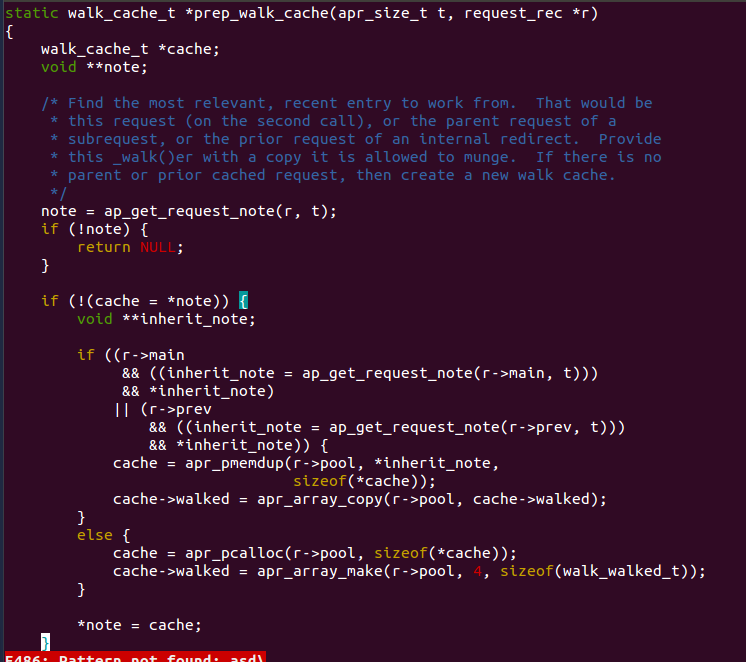 static walk_cache_t *prep_walk_cache(apr_size_t t, request_rec *r)
{
    walk_cache_t *cache;
    void **note;

    /* Find the most relevant, recent entry to work from.  That would be
     * this request (on the second call), or the parent request of a
     * subrequest, or the prior request of an internal redirect.  Provide
     * this _walk()er with a copy it is allowed to munge.  If there is no
     * parent or prior cached request, then create a new walk cache.
     */
    note = ap_get_request_note(r, t);
    if (!note) {
        return NULL;
    }

    if (!(cache = *note)) {
        void **inherit_note;

        if ((r->main
             && ((inherit_note = ap_get_request_note(r->main, t)))
             && *inherit_note)
            || (r->prev
                && ((inherit_note = ap_get_request_note(r->prev, t)))
                && *inherit_note)) {
            cache = apr_pmemdup(r->pool, *inherit_note,
                                sizeof(*cache));
            cache->walked = apr_array_copy(r->pool, cache->walked);
        }
        else {
            cache = apr_pcalloc(r->pool, sizeof(*cache));
            cache->walked = apr_array_make(r->pool, 4, sizeof(walk_walked_t));
        }

        *note = cache;
    }
E486: Pattern not found: asd\